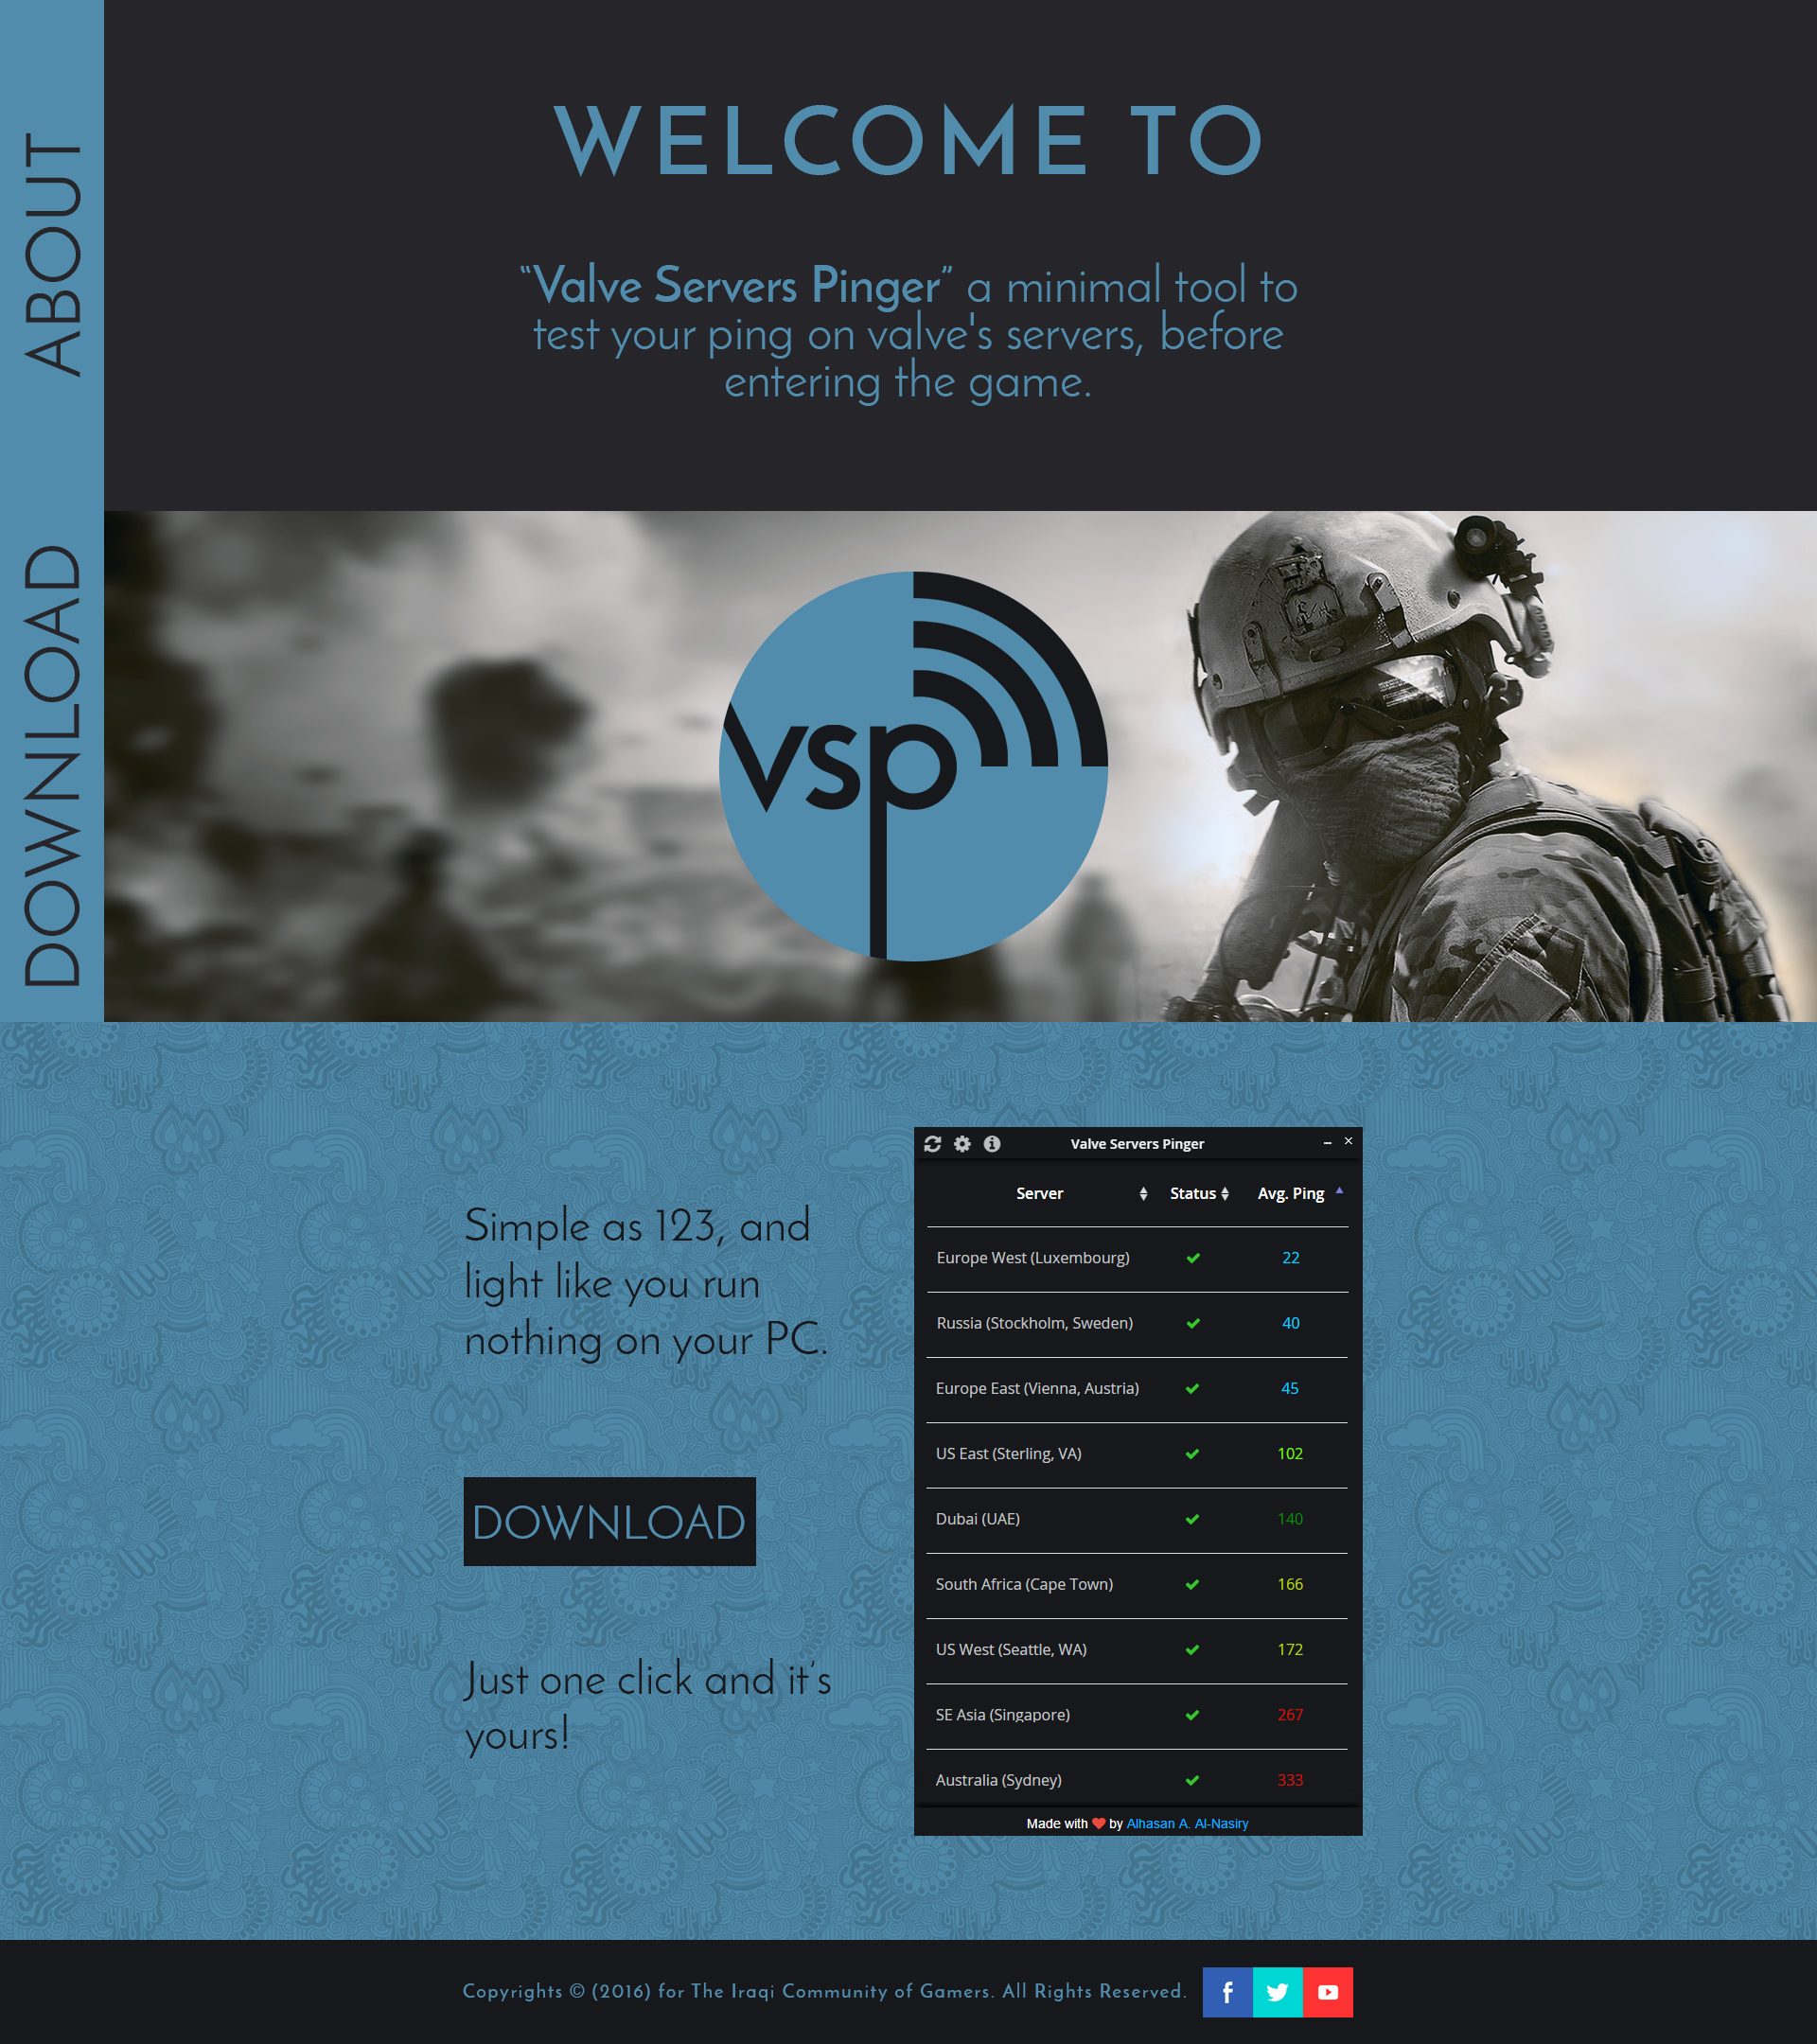 ABOUT
DOWNLOAD
WELCOME TO
“Valve Servers Pinger” a minimal tool to
test your ping on valve's servers, before
entering the game.
vsp
Simple as 123, and
light like you run
nothing on your PC.
DOWNLOAD
Just one click and it’s
yours!
Valve Servers Pinger
Server Status Avg. Ping
Europe West (Luxembourg) 22
Russia (Stockholm, Sweden) 40
Europe East (Vienna, Austria) 45
US East (Sterling, VA) 102
Dubai (UAE) 140
South Africa (Cape Town) 166
US West (Seattle, WA) 172
SE Asia (Singapore) 267
Australia (Sydney) 333
Made with ❤ by Alhasan A. Al-Nasiry
Copyrights © (2016) for The Iraqi Community of Gamers. All Rights Reserved.